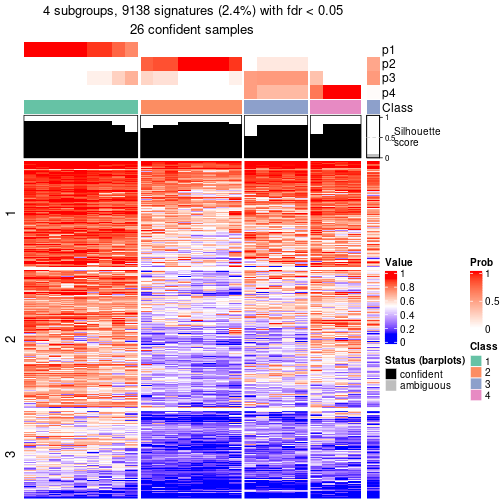 4 subgroups, 9138 signatures (2.4%) with fdr < 0.05
26 confident samples
p1
p2
p3
p4
Class
1
0.5
0
Silhouette
score
1
2
3
Value
1
0.8
0.6
0.4
0.2
0
Status (barplots)
confident
ambiguous
Prob
1
0.5
0
Class
1
2
3
4